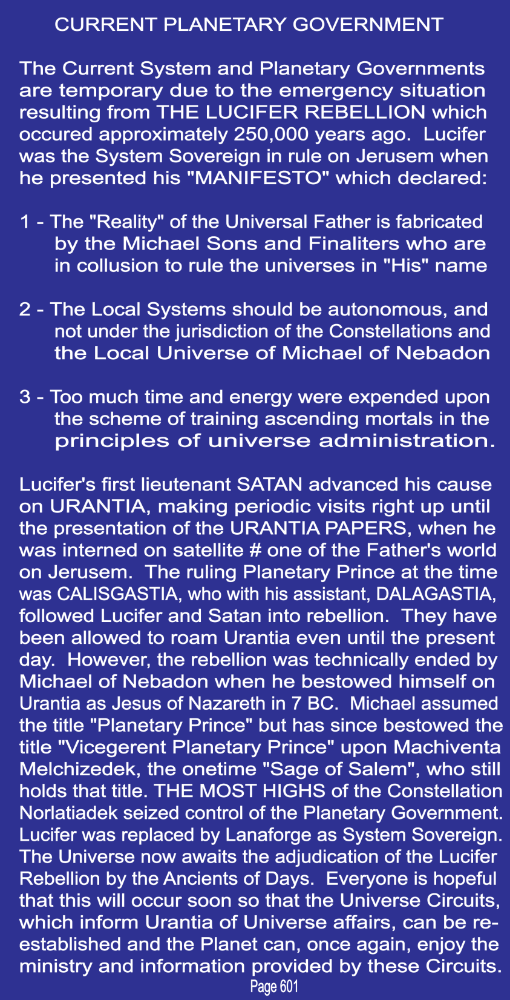 CURRENT PLANETARY GOVERNMENT
The Current System and Planetary Governments
are temporary due to the emergency situation
resulting from THE LUCIFER REBELLION which
occured approximately 250,000 years ago.  Lucifer
was the System Sovereign in rule on Jerusem when
he presented his "MANIFESTO" which declared:
1 - The "Reality" of the Universal Father is fabricated
by the Michael Sons and Finaliters who are
in collusion to rule the universes in "His" name
2 - The Local Systems should be autonomous, and
not under the jurisdiction of the Constellations and
the Local Universe of Michael of Nebadon
3 - Too much time and energy were expended upon
the scheme of training ascending mortals in the
principles of universe administration.
Lucifer's first lieutenant SATAN advanced his cause
on URANTIA, making periodic visits right up until
the presentation of the URANTIA PAPERS, when he
was interned on satellite # one of the Father's world
on Jerusem.  The ruling Planetary Prince at the time
was CALISGASTIA, who with his assistant, DALAGASTIA,
followed Lucifer and Satan into rebellion.  They have
been allowed to roam Urantia even until the present
day.  However, the rebellion was technically ended by
Michael of Nebadon when he bestowed himself on
Urantia as Jesus of Nazareth in 7 BC.  Michael assumed
the title "Planetary Prince" but has since bestowed the
title "Vicegerent Planetary Prince" upon Machiventa
Melchizedek, the onetime "Sage of Salem", who still
holds that title. THE MOST HIGHS of the Constellation
Norlatiadek seized control of the Planetary Government.
Lucifer was replaced by Lanaforge as System Sovereign.
The Universe now awaits the adjudication of the Lucifer
Rebellion by the Ancients of Days.  Everyone is hopeful
that this will occur soon so that the Universe Circuits,
which inform Urantia of Universe affairs, can be re-
established and the Planet can, once again, enjoy the
ministry and information provided by these Circuits.
Page 601